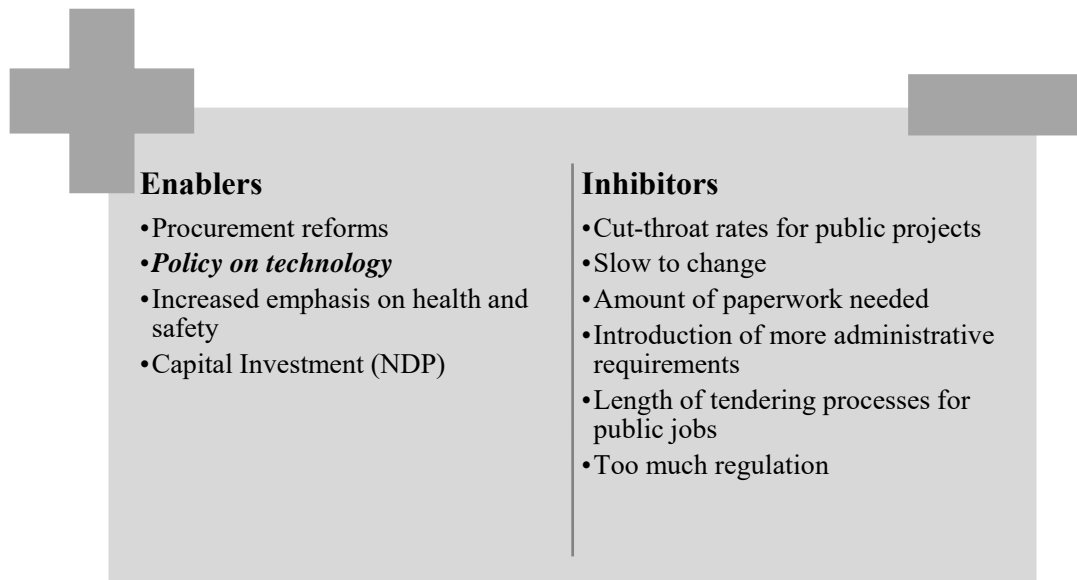 Enablers
•Procurement reforms
•Policy on technology
•Increased emphasis on health and
safety
•Capital Investment (NDP)
Inhibitors
•Cut-throat rates for public projects
•Slow to change
•Amount of paperwork needed
•Introduction of more administrative
requirements
•Length of tendering processes for
public jobs
•Too much regulation